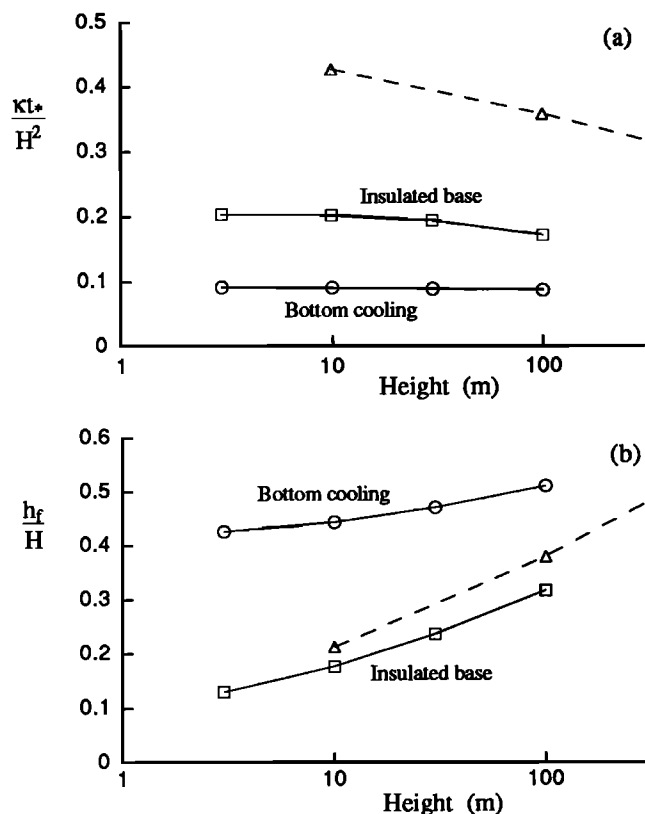 (a)
0.5
0.4
κt*
H²
0.3
0.2
Insulated base
0.1
Bottom cooling
0
1
10
100
Height (m)
(b)
0.6
0.5
Bottom cooling
h_f
H
0.4
0.3
0.2
Insulated base
0.1
0
1
10
100
Height (m)